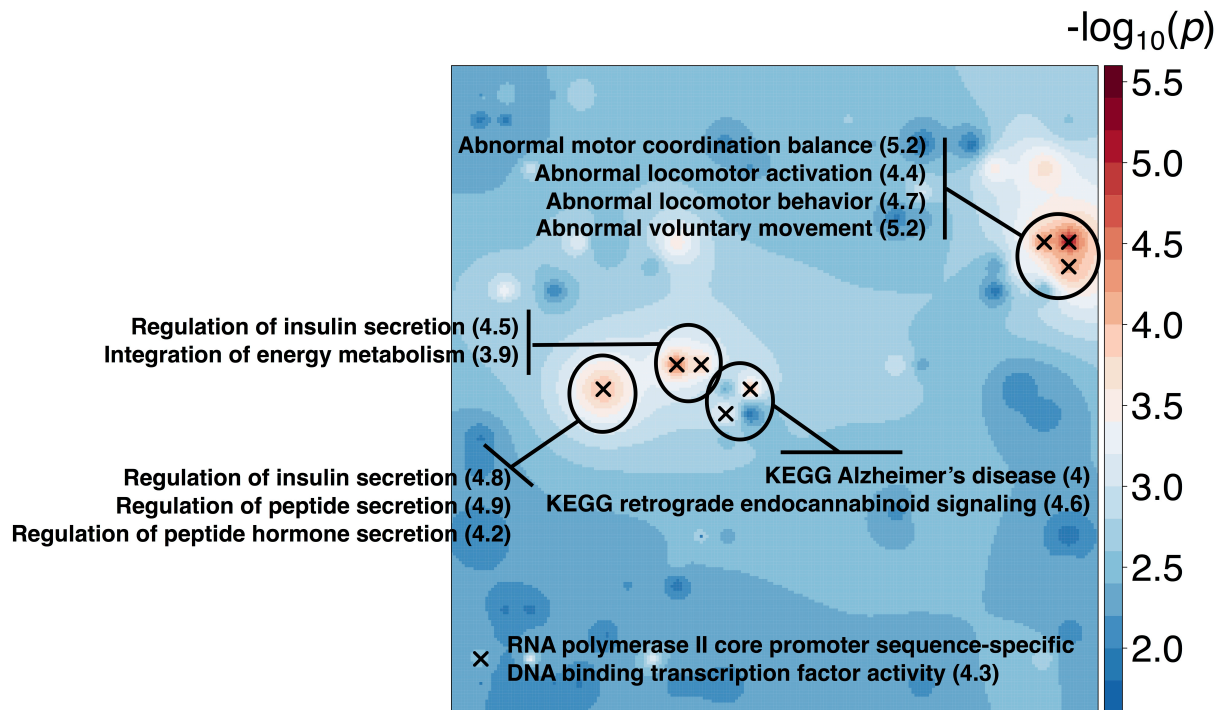 -log10(p)
5.5
5.0
4.5
4.0
3.5
3.0
2.5
2.0
Abnormal motor coordination balance (5.2)
Abnormal locomotor activation (4.4)
Abnormal locomotor behavior (4.7)
Abnormal voluntary movement (5.2)
Regulation of insulin secretion (4.5)
Integration of energy metabolism (3.9)
Regulation of insulin secretion (4.8)
Regulation of peptide secretion (4.9)
Regulation of peptide hormone secretion (4.2)
KEGG Alzheimer’s disease (4)
KEGG retrograde endocannabinoid signaling (4.6)
RNA polymerase II core promoter sequence-specific
DNA binding transcription factor activity (4.3)